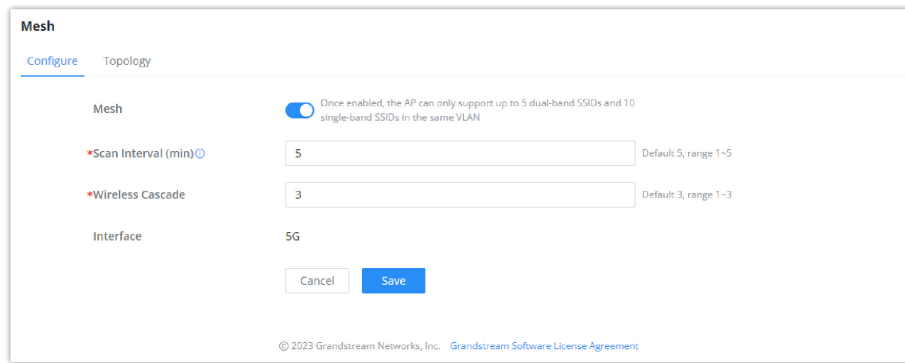 Mesh
Configure Topology
Mesh
Once enabled, the AP can only support up to 5 dual-band SSIDs and 10
single-band SSIDs in the same VLAN
*Scan Interval (min) 5 Default 5, range 1~5
*Wireless Cascade 3 Default 3, range 1~3
Interface 5G
Cancel Save
© 2023 Grandstream Networks, Inc. Grandstream Software License Agreement